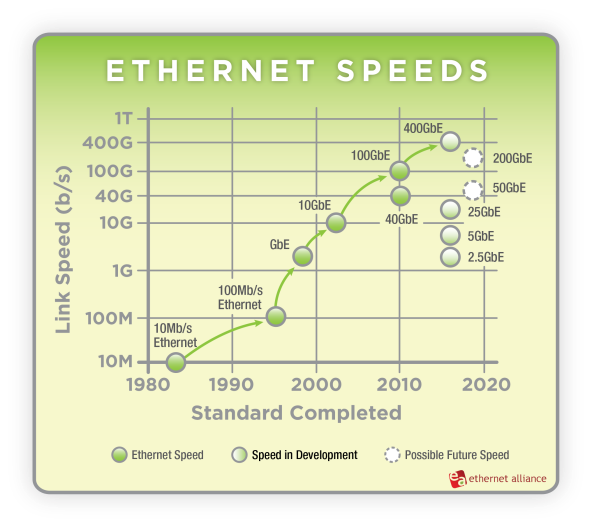 ETHERNET SPEEDS
Link Speed (b/s)
1T
400G
100G
40G
10G
1G
100M
10M
400GbE
200GbE
100GbE
50GbE
10GbE
40GbE
25GbE
GbE
5GbE
2.5GbE
100Mb/s
Ethernet
10Mb/s
Ethernet
1980 1990 2000 2010 2020
Standard Completed
Ethernet Speed Speed in Development Possible Future Speed
ea ethernet alliance